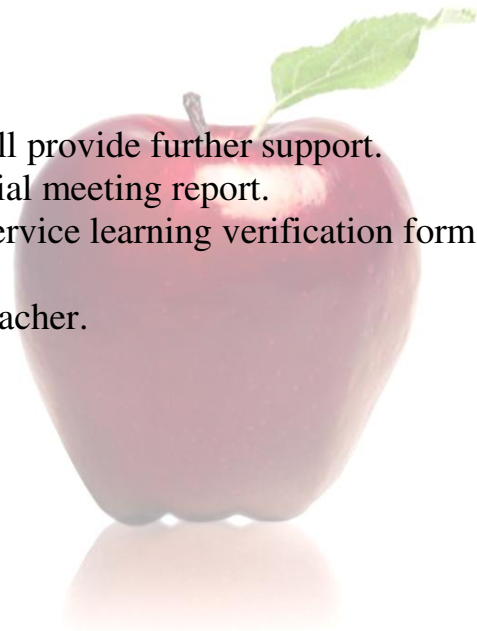 ll provide further support.
ial meeting report.
ervice learning verification form
acher.